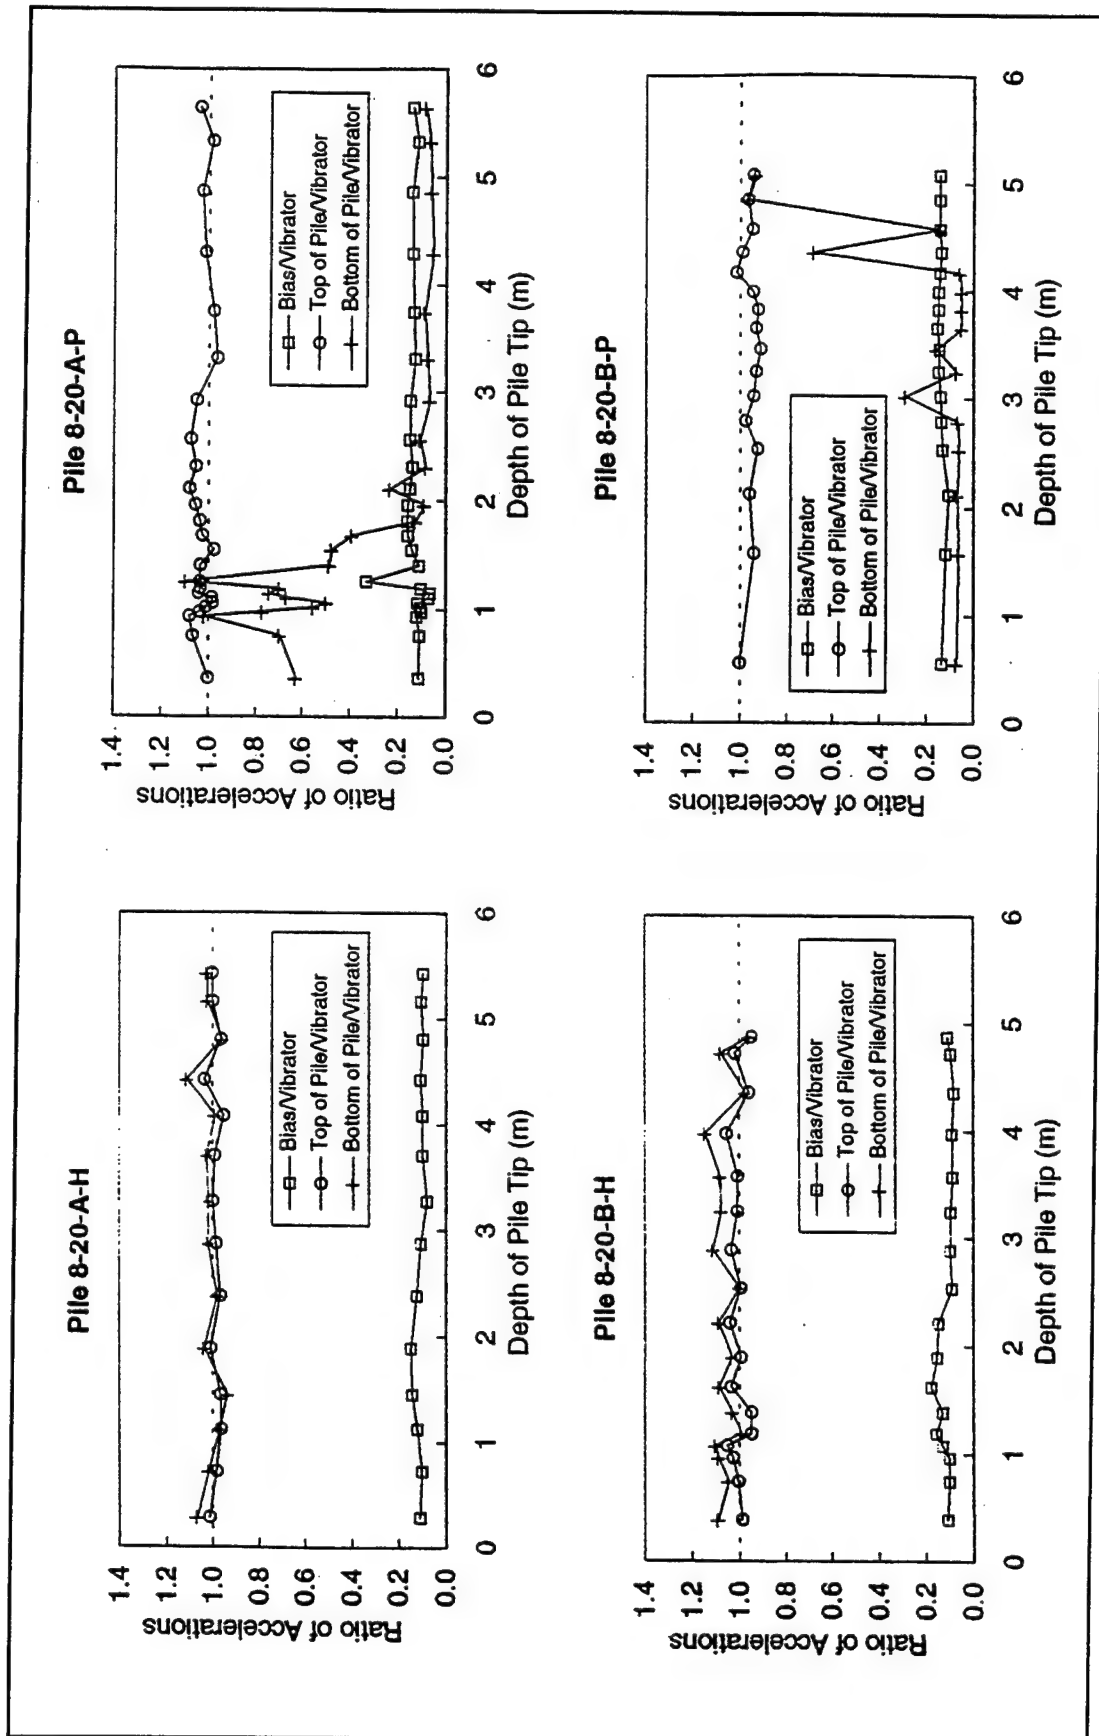 Pile 8-20-A-H
Ratio of Accelerations
1.4
1.2
1.0
0.8
0.6
0.4
0.2
0.0
Bias/Vibrator
Top of Pile/Vibrator
Bottom of Pile/Vibrator
0 1 2 3 4 5 6
Depth of Pile Tip (m)
Pile 8-20-A-P
Ratio of Accelerations
1.4
1.2
1.0
0.8
0.6
0.4
0.2
0.0
Bias/Vibrator
Top of Pile/Vibrator
Bottom of Pile/Vibrator
0 1 2 3 4 5 6
Depth of Pile Tip (m)
Pile 8-20-B-H
Ratio of Accelerations
1.4
1.2
1.0
0.8
0.6
0.4
0.2
0.0
Bias/Vibrator
Top of Pile/Vibrator
Bottom of Pile/Vibrator
0 1 2 3 4 5 6
Depth of Pile Tip (m)
Pile 8-20-B-P
Ratio of Accelerations
1.4
1.2
1.0
0.8
0.6
0.4
0.2
0.0
Bias/Vibrator
Top of Pile/Vibrator
Bottom of Pile/Vibrator
0 1 2 3 4 5 6
Depth of Pile Tip (m)